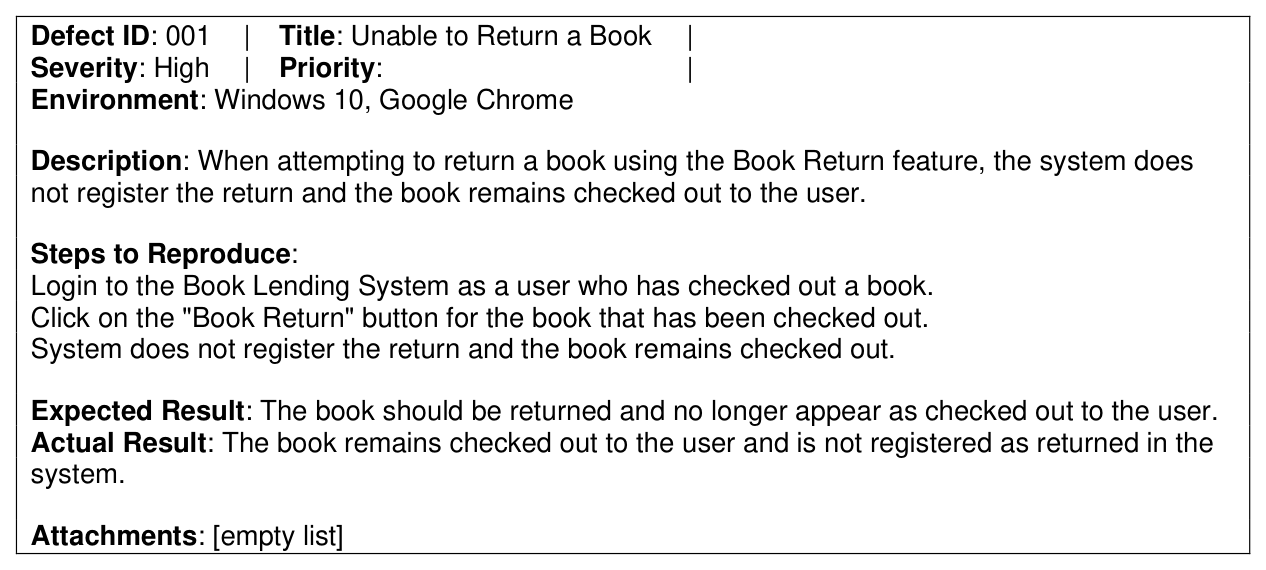 Defect ID: 001 | Title: Unable to Return a Book |
Severity: High | Priority: |
Environment: Windows 10, Google Chrome
Description: When attempting to return a book using the Book Return feature, the system does
not register the return and the book remains checked out to the user.
Steps to Reproduce:
Login to the Book Lending System as a user who has checked out a book.
Click on the "Book Return" button for the book that has been checked out.
System does not register the return and the book remains checked out.
Expected Result: The book should be returned and no longer appear as checked out to the user.
Actual Result: The book remains checked out to the user and is not registered as returned in the
system.
Attachments: [empty list]